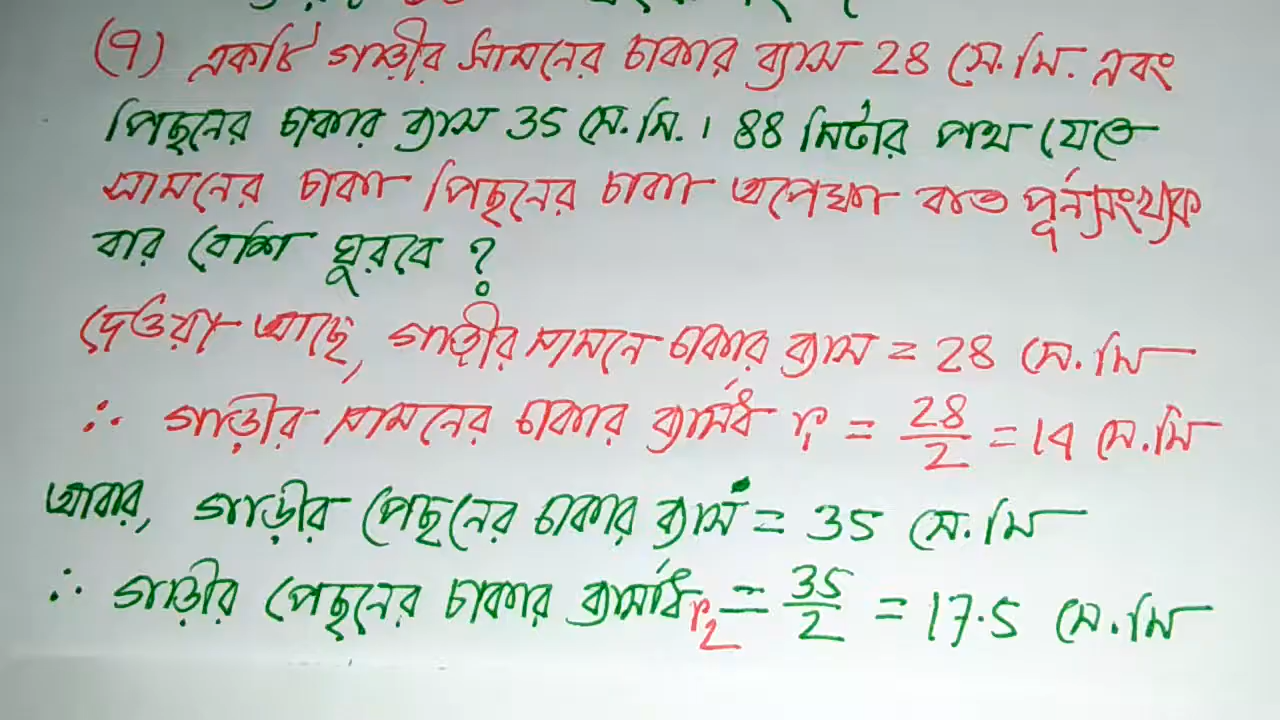 (৭) একটি গাড়ীর সামনের চাকার ব্যাস 28 সে.মি. এবং
পিছনের চাকার ব্যাস 35 সে.মি.। 88 মিটার পথ যেতে
সামনের চাকা পিছনের চাকা অপেক্ষা কত পূর্নসংখ্যক
বার বেশি ঘুরবে ?
দেওয়া আছে, গাড়ীর সামনে চাকার ব্যাস = 28 সে.মি
∴ গাড়ীর সামনের চাকার ব্যাসার্ধ r₁ = 28/2 = 14 সে.মি
আবার, গাড়ীর পেছনের চাকার ব্যাস = 35 সে.মি
∴ গাড়ীর পেছনের চাকার ব্যাসার্ধ r₂ = 35/2 = 17.5 সে.মি